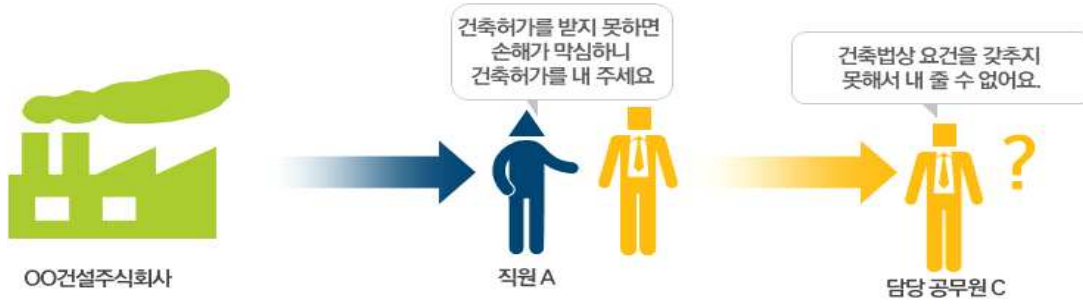 건축허가를 받지 못하면
손해가 막심하니
건축허가를 내 주세요
건축법상 요건을 갖추지
못해서 내 줄 수 없어요.
?
OO건설주식회사
직원 A
담당 공무원 C